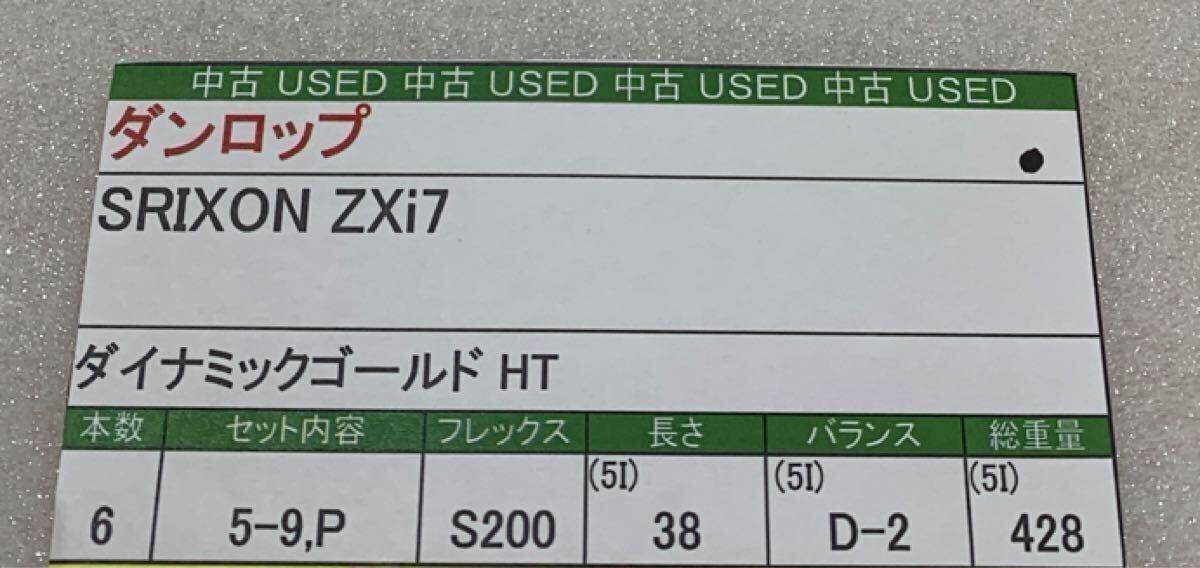 中古 USED 中古 USED 中古 USED 中古 USED
ダンロップ
SRIXON ZXi7
ダイナミックゴールド HT
本数 セット内容 フレックス 長さ バランス 総重量
(5I) (5I) (5I)
6 5-9,P S200 38 D-2 428